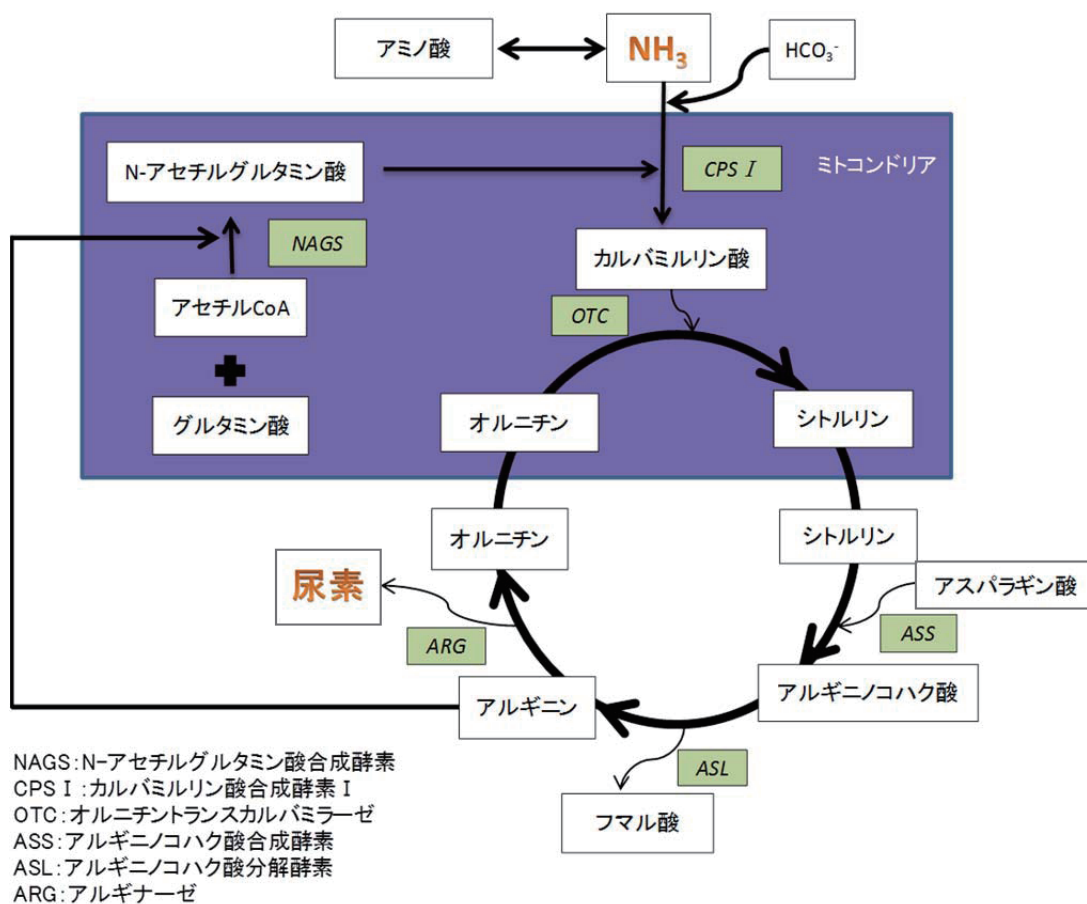 アミノ酸
NH₃
HCO₃⁻
ミトコンドリア
N-アセチルグルタミン酸
CPS Ⅰ
NAGS
カルバミルリン酸
アセチルCoA
OTC
グルタミン酸
オルニチン
シトルリン
オルニチン
シトルリン
尿素
アスパラギン酸
ARG
ASS
アルギニン
アルギニノコハク酸
ASL
フマル酸
NAGS:N-アセチルグルタミン酸合成酵素
CPS Ⅰ:カルバミルリン酸合成酵素Ⅰ
OTC:オルニチントランスカルバミラーゼ
ASS:アルギニノコハク酸合成酵素
ASL:アルギニノコハク酸分解酵素
ARG:アルギナーゼ